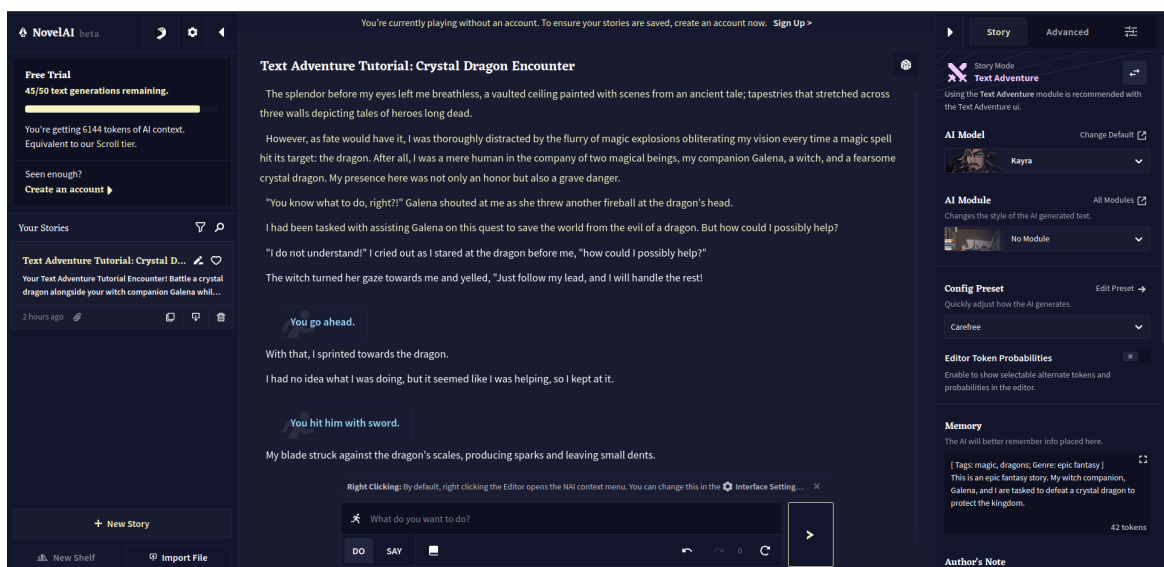 You're currently playing without an account. To ensure your stories are saved, create an account now. Sign Up >
NovelAI beta
Free Trial
45/50 text generations remaining.
You're getting 6144 tokens of AI context.
Equivalent to our Scroll tier.
Seen enough?
Create an account
Your Stories
Text Adventure Tutorial: Crystal D...
Your Text Adventure Tutorial Encounter! Battle a crystal
dragon alongside your witch companion Galena whil...
2 hours ago
+ New Story
New Shelf
Import File
Text Adventure Tutorial: Crystal Dragon Encounter
The splendor before my eyes left me breathless, a vaulted ceiling painted with scenes from an ancient tale; tapestries that stretched across
three walls depicting tales of heroes long dead.
However, as fate would have it, I was thoroughly distracted by the flurry of magic explosions obliterating my vision every time a magic spell
hit its target: the dragon. After all, I was a mere human in the company of two magical beings, my companion Galena, a witch, and a fearsome
crystal dragon. My presence here was not only an honor but also a grave danger.
"You know what to do, right?!" Galena shouted at me as she threw another fireball at the dragon's head.
I had been tasked with assisting Galena on this quest to save the world from the evil of a dragon. But how could I possibly help?
"I do not understand!" I cried out as I stared at the dragon before me, "how could I possibly help?"
The witch turned her gaze towards me and yelled, "Just follow my lead, and I will handle the rest!
You go ahead.
With that, I sprinted towards the dragon.
I had no idea what I was doing, but it seemed like I was helping, so I kept at it.
You hit him with sword.
My blade struck against the dragon's scales, producing sparks and leaving small dents.
Right Clicking: By default, right clicking the Editor opens the NAI context menu. You can change this in the Interface Setting...
What do you want to do?
DO
SAY
0
Story
Advanced
Story Mode
Text Adventure
Using the Text Adventure module is recommended with
the Text Adventure ui.
AI Model
Change Default
Kayra
AI Module
All Modules
Changes the style of the AI generated text.
No Module
Config Preset
Edit Preset
Quickly adjust how the AI generates.
Carefree
Editor Token Probabilities
Enable to show selectable alternate tokens and
probabilities in the editor.
Memory
The AI will better remember info placed here.
[ Tags: magic, dragons; Genre: epic fantasy ]
This is an epic fantasy story. My witch companion,
Galena, and I are tasked to defeat a crystal dragon to
protect the kingdom.
42 tokens
Author's Note